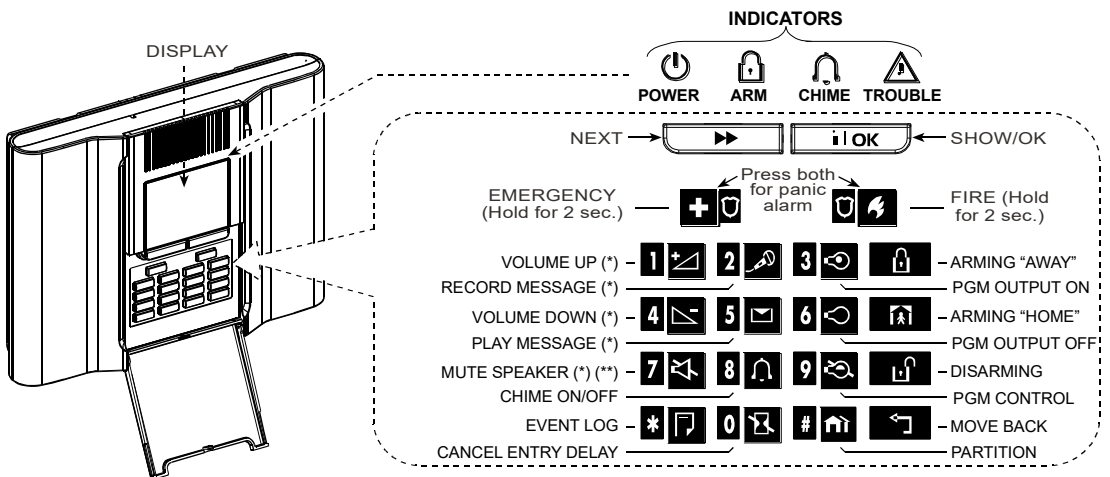 INDICATORS
DISPLAY
POWER ARM CHIME TROUBLE
NEXT
i OK
SHOW/OK
Press both
for panic
alarm
EMERGENCY
(Hold for 2 sec.)
FIRE (Hold
for 2 sec.)
VOLUME UP (*)
1 2 3
ARMING “AWAY”
RECORD MESSAGE (*)
PGM OUTPUT ON
VOLUME DOWN (*)
4 5 6
ARMING “HOME”
PLAY MESSAGE (*)
PGM OUTPUT OFF
MUTE SPEAKER (*) (**)
7 8 9
DISARMING
CHIME ON/OFF
PGM CONTROL
EVENT LOG
* 0 #
MOVE BACK
CANCEL ENTRY DELAY
PARTITION